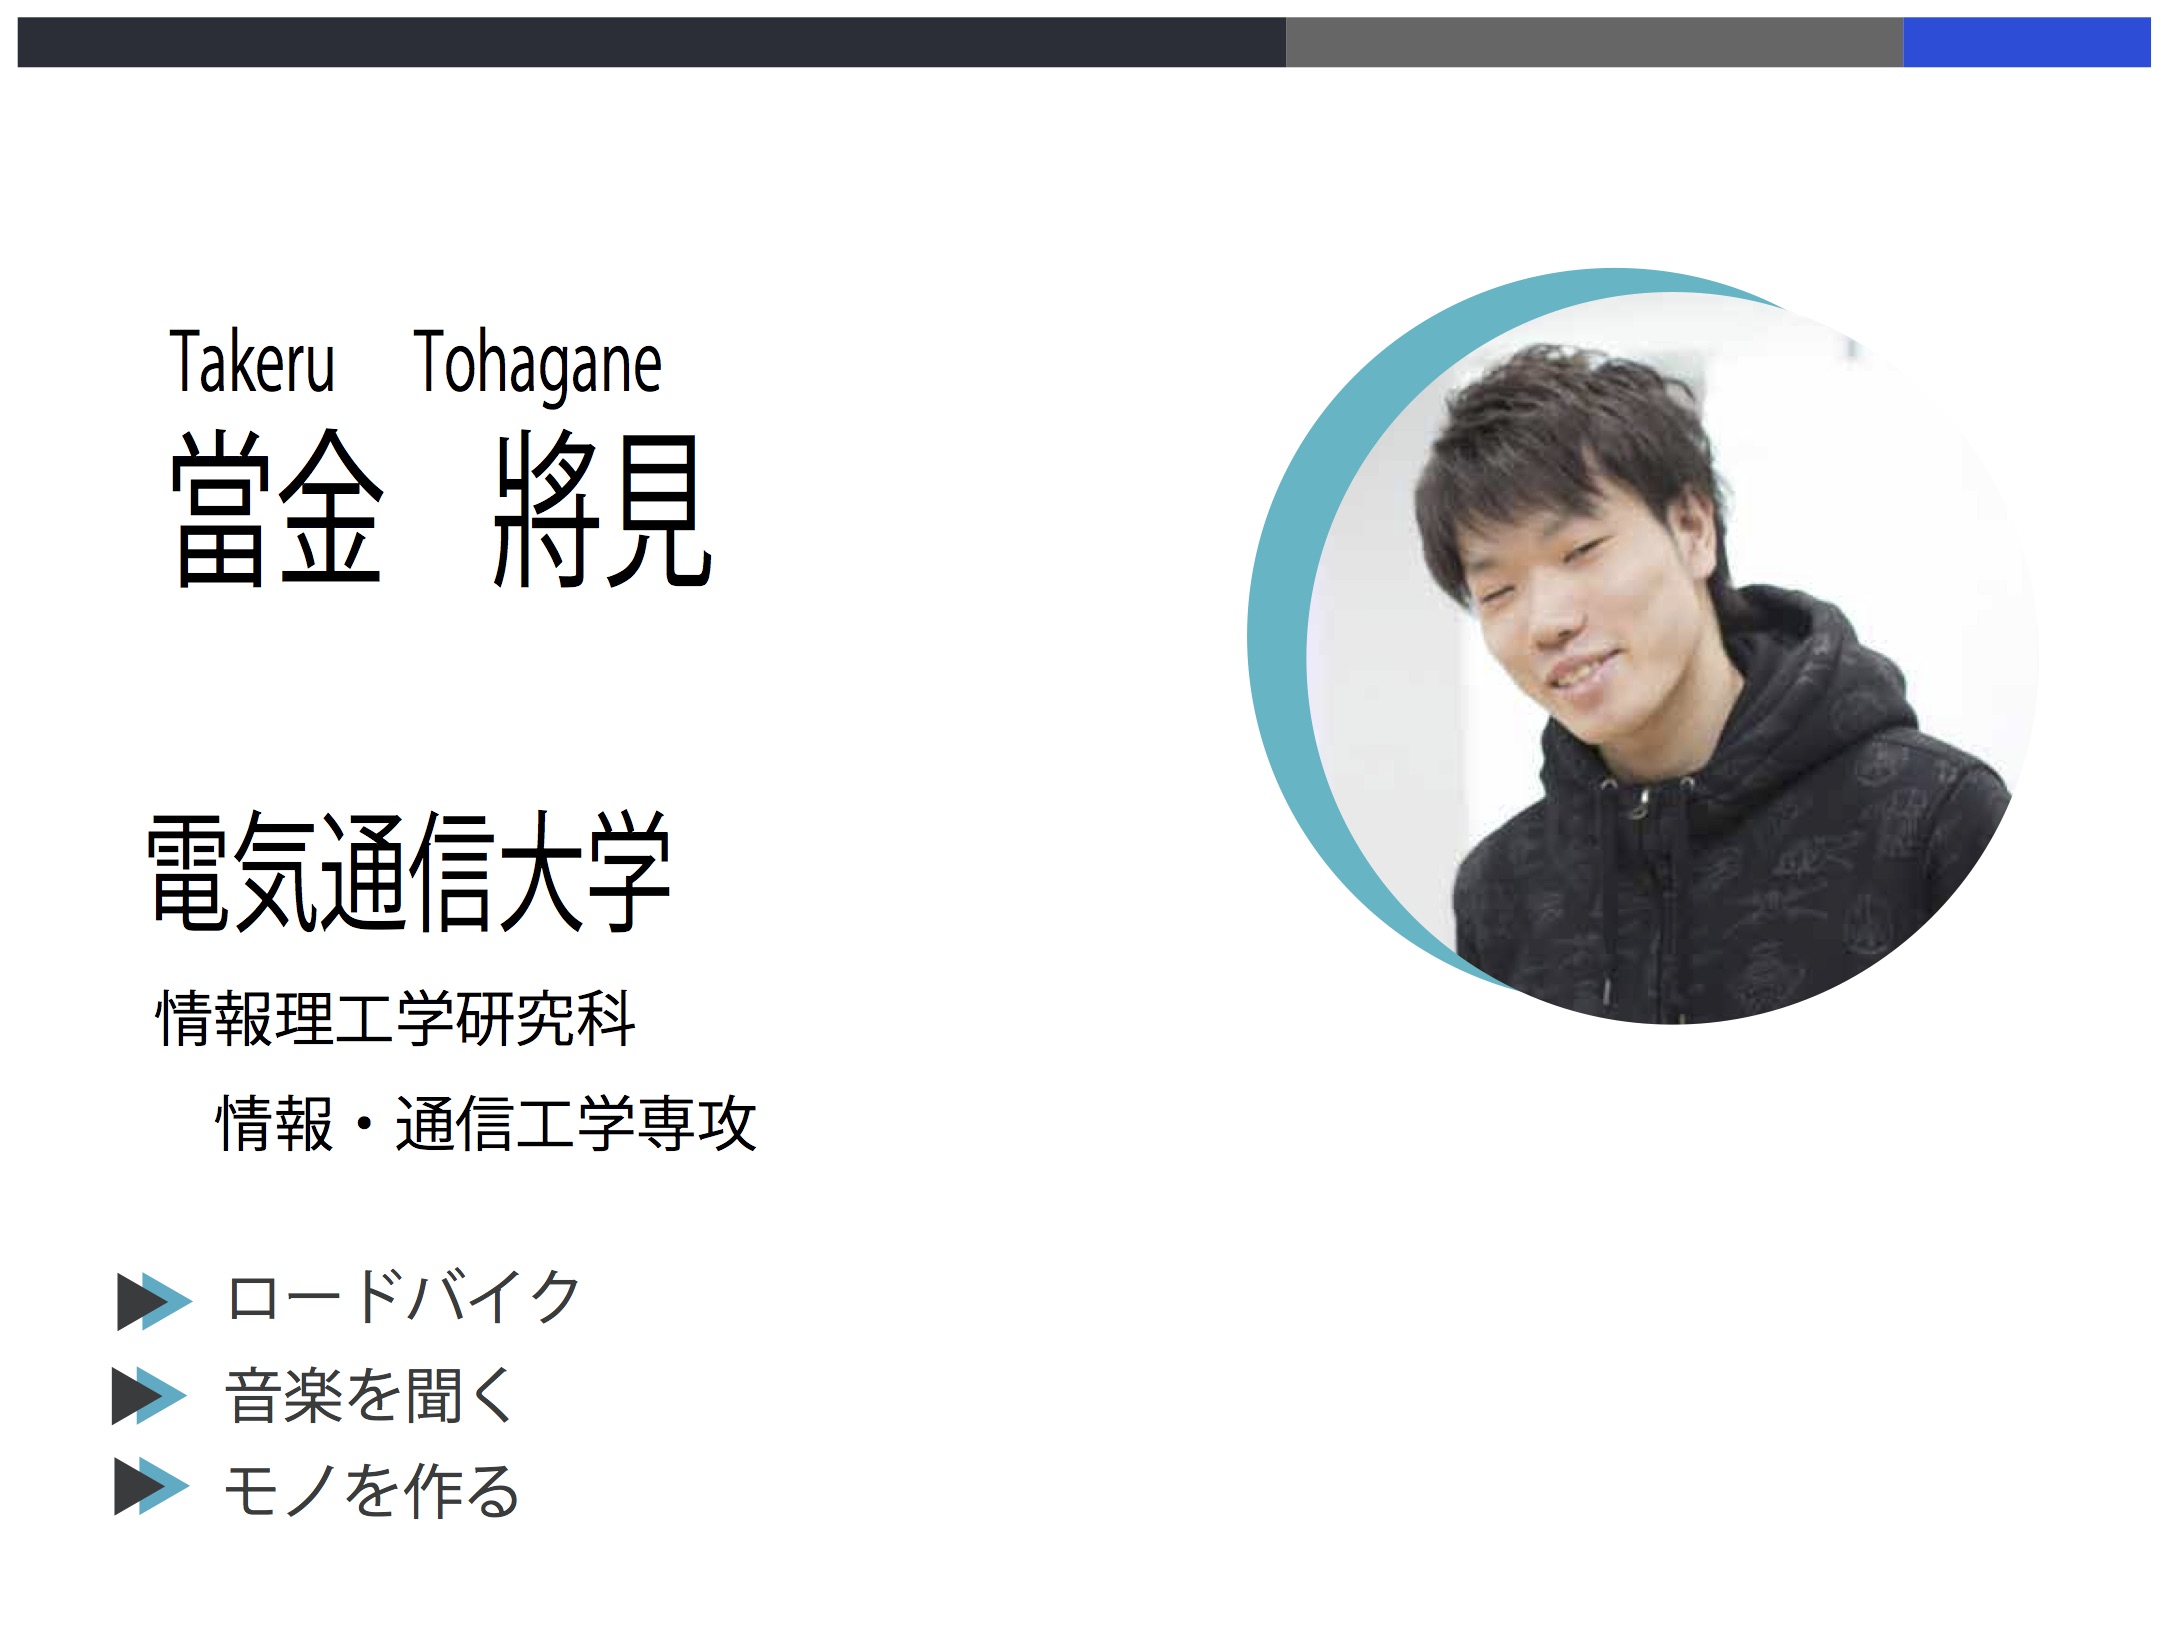 Takeru Tohagane
當金 將見
電気通信大学
情報理工学研究科
情報・通信工学専攻
ロードバイク
音楽を聞く
モノを作る